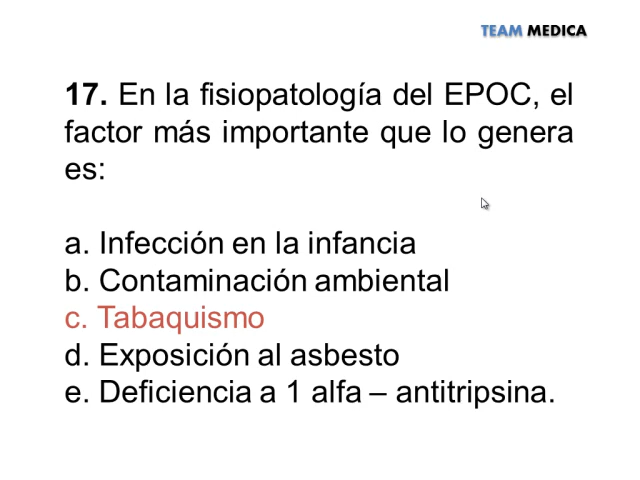 TEAM MEDICA
17. En la fisiopatología del EPOC, el
factor más importante que lo genera
es:
a. Infección en la infancia
b. Contaminación ambiental
c. Tabaquismo
d. Exposición al asbesto
e. Deficiencia a 1 alfa – antitripsina.